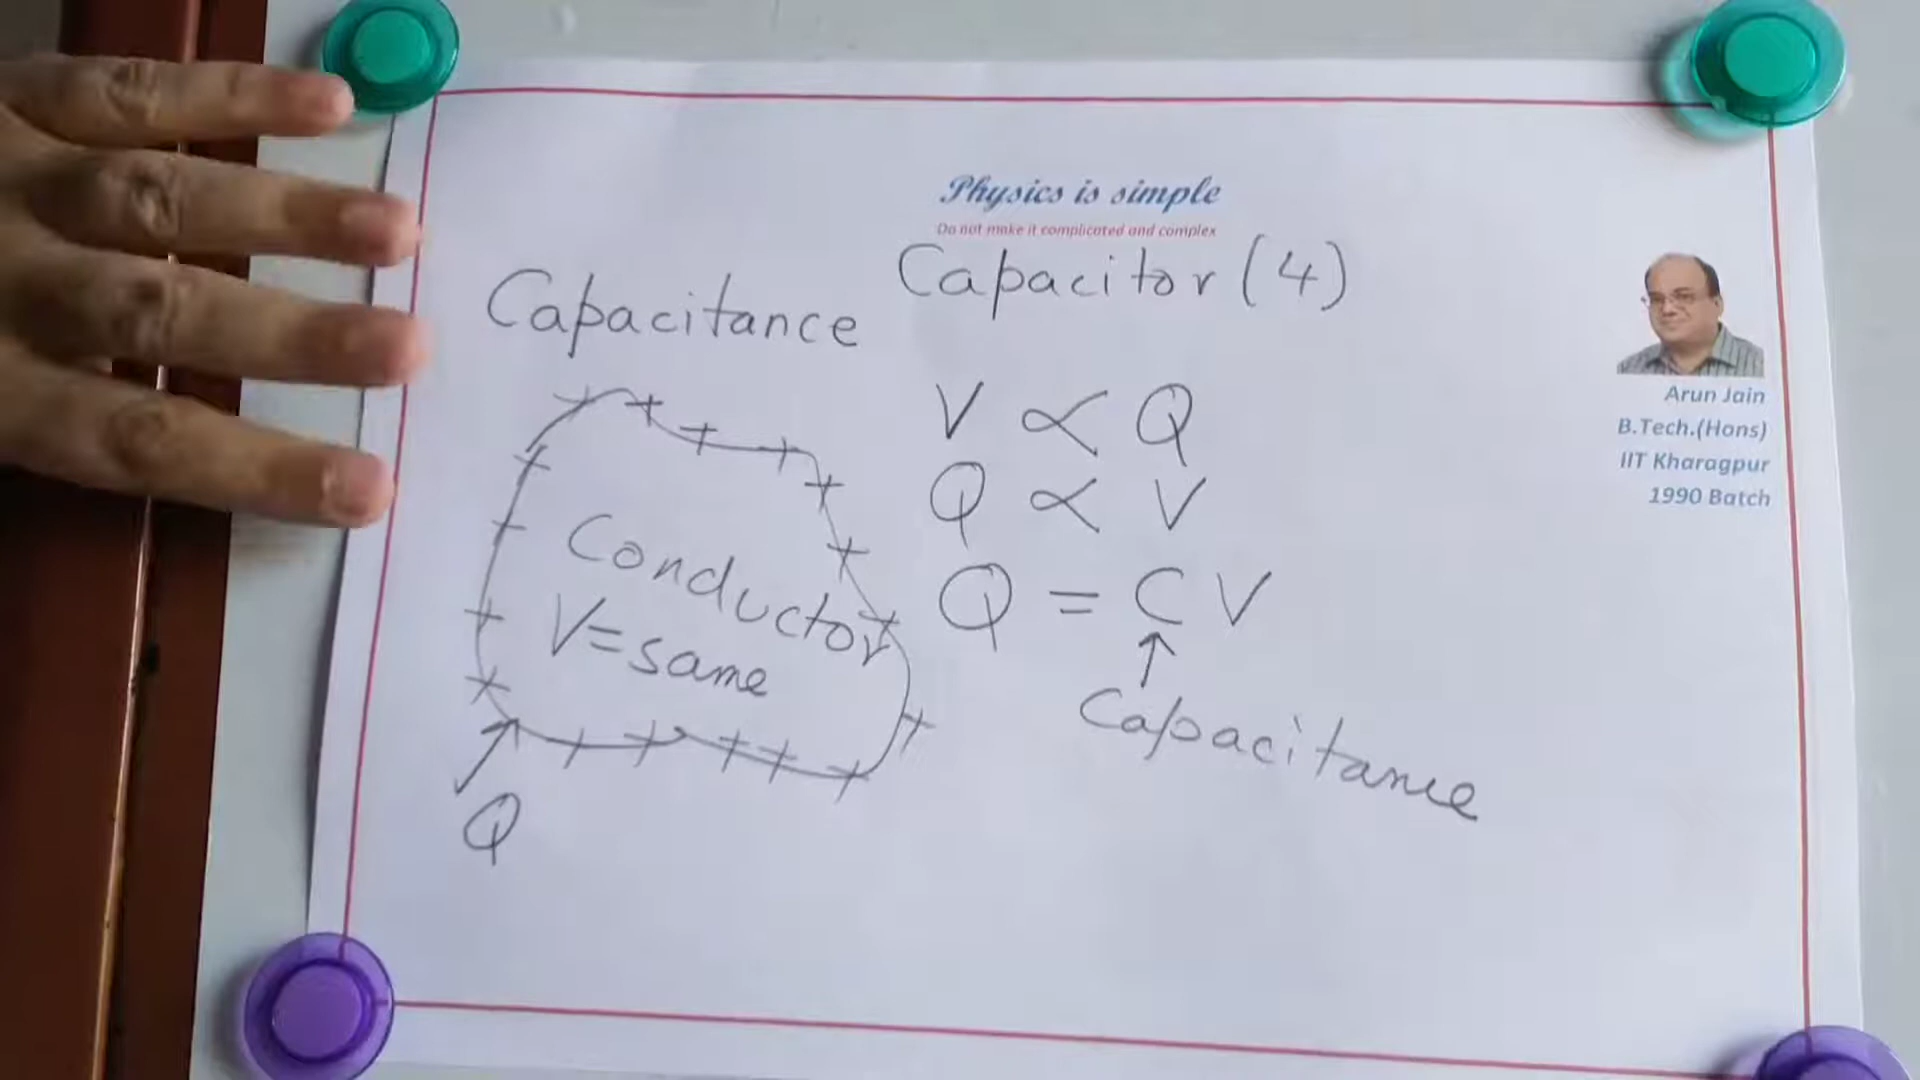 Physics is simple
Do not make it complicated and complex
Capacitor (4)
Capacitance
V ∝ Q
Q ∝ V
Q = C V
↑
Capacitance
Conductor
V = same
Q
Arun Jain
B.Tech.(Hons)
IIT Kharagpur
1990 Batch